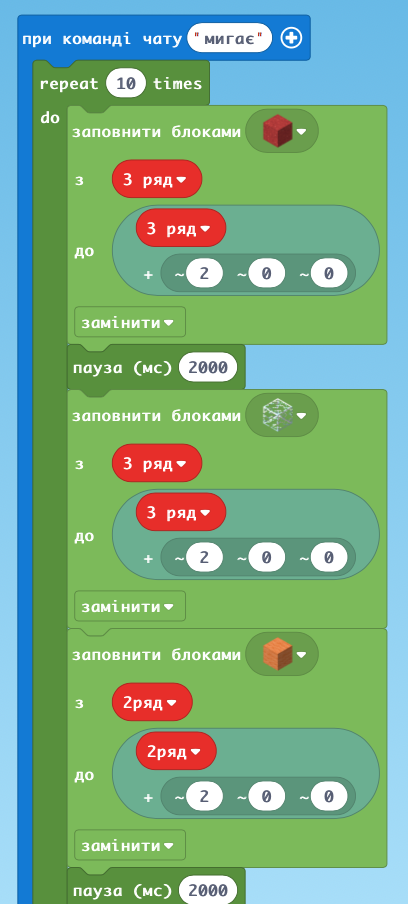 при команді чату "мигає"
repeat 10 times
do
заповнити блоками
з 3 ряд
3 ряд
до
+ ~2 ~0 ~0
замінити
пауза (мс) 2000
заповнити блоками
з 3 ряд
3 ряд
до
+ ~2 ~0 ~0
замінити
заповнити блоками
з 2ряд
2ряд
до
+ ~2 ~0 ~0
замінити
пауза (мс) 2000